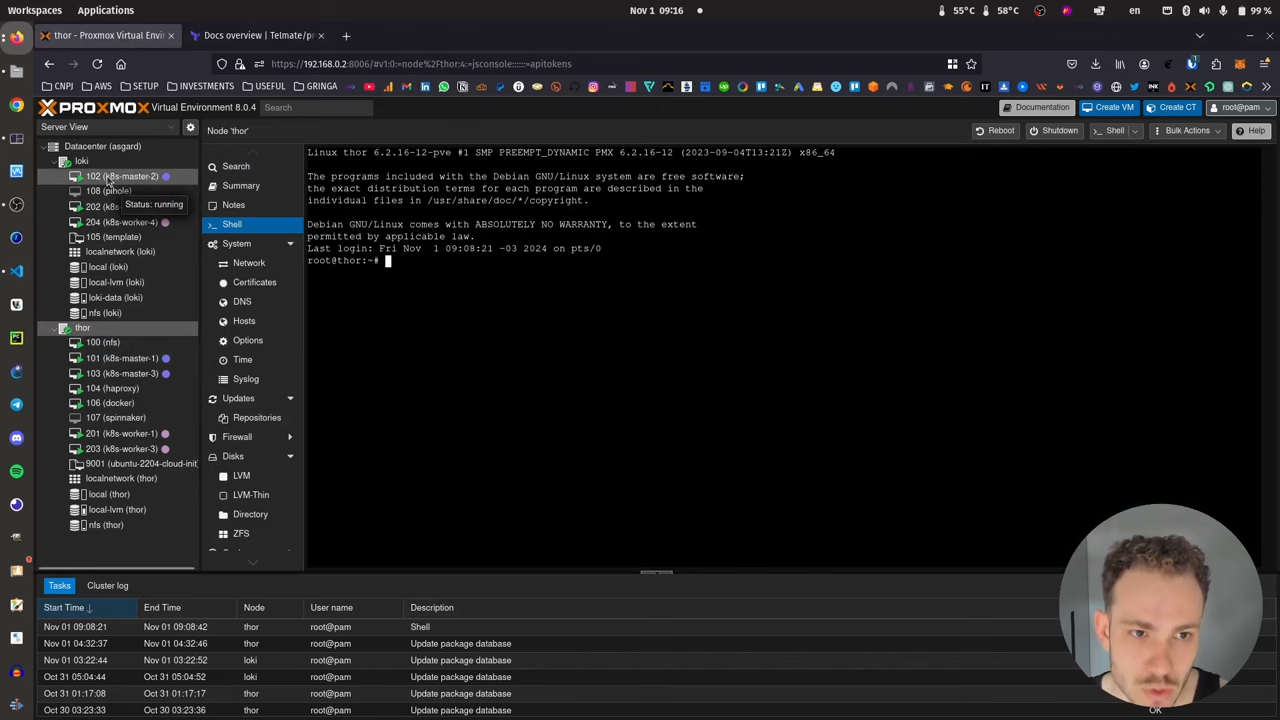 Workspaces Applications Nov 1 09:16 55°C 58°C en 99 %
thor - Proxmox Virtual Envi × Docs overview | Telmate/pr × +
https://192.168.0.2:8006/#v1:0:=node%2Fthor:4:=jsconsole::::::=apitokens
CNPJ AWS SETUP INVESTMENTS USEFUL OUTROS GRINGA
PROXMOX Virtual Environment 8.0.4 Search Documentation Create VM Create CT root@pam
Server View
Node 'thor' Reboot Shutdown Shell Bulk Actions Help
Datacenter (asgard)
loki
102 (k8s-master-2)
108 (pihole)
202 (k8s
Status: running
204 (k8s-worker-4)
105 (template)
localnetwork (loki)
local (loki)
local-lvm (loki)
loki-data (loki)
nfs (loki)
thor
100 (nfs)
101 (k8s-master-1)
103 (k8s-master-3)
104 (haproxy)
106 (docker)
107 (spinnaker)
201 (k8s-worker-1)
203 (k8s-worker-3)
9001 (ubuntu-2204-cloud-init
localnetwork (thor)
local (thor)
local-lvm (thor)
nfs (thor)
Search
Summary
Notes
Shell
System
Network
Certificates
DNS
Hosts
Options
Time
Syslog
Updates
Repositories
Firewall
Disks
LVM
LVM-Thin
Directory
ZFS
Linux thor 6.2.16-12-pve #1 SMP PREEMPT_DYNAMIC PMX 6.2.16-12 (2023-09-04T13:21Z) x86_64
The programs included with the Debian GNU/Linux system are free software;
the exact distribution terms for each program are described in the
individual files in /usr/share/doc/*/copyright.
Debian GNU/Linux comes with ABSOLUTELY NO WARRANTY, to the extent
permitted by applicable law.
Last login: Fri Nov  1 09:08:21 -03 2024 on pts/0
root@thor:~#
Tasks Cluster log
Start Time End Time Node User name Description
Nov 01 09:08:21 Nov 01 09:08:42 thor root@pam Shell
Nov 01 04:32:37 Nov 01 04:32:46 thor root@pam Update package database
Nov 01 03:22:44 Nov 01 03:22:52 loki root@pam Update package database
Oct 31 05:04:44 Oct 31 05:04:52 loki root@pam Update package database
Oct 31 01:17:08 Oct 31 01:17:17 thor root@pam Update package database
Oct 30 03:23:33 Oct 30 03:23:36 thor root@pam Update package database OK